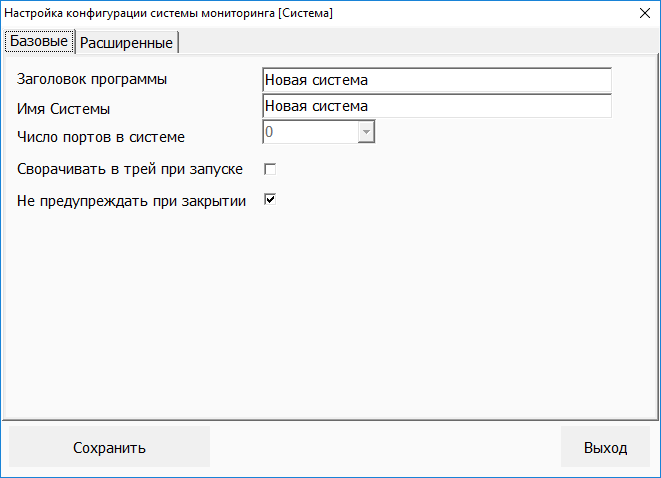 Настройка конфигурации системы мониторинга [Система]
Базовые Расширенные
Заголовок программы Новая система
Имя Системы Новая система
Число портов в системе 0
Сворачивать в трей при запуске
Не предупреждать при закрытии
Сохранить Выход